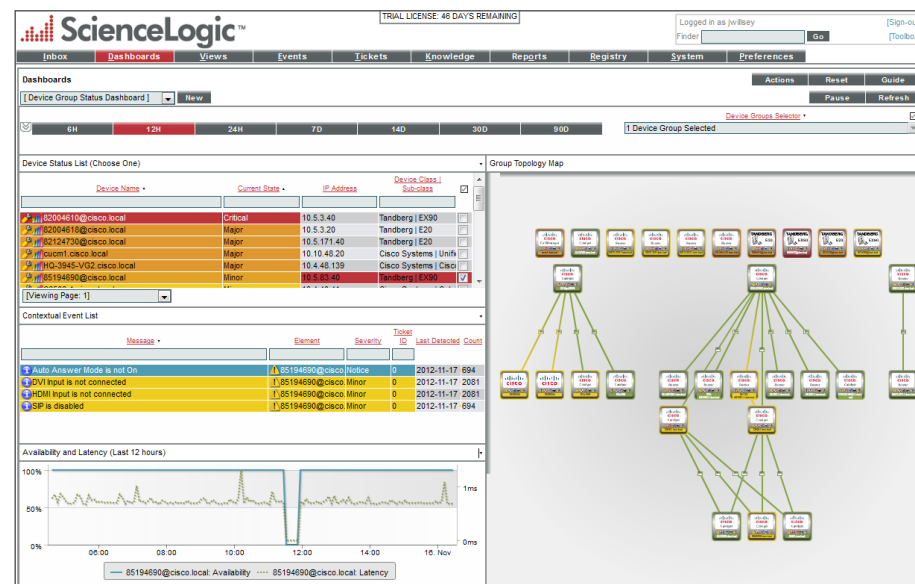 TRIAL LICENSE: 46 DAYS REMAINING
ScienceLogic™
Logged in as jwillsey
[Sign-ou
Finder
Go
[Toolbo
Inbox Dashboards Views Events Tickets Knowledge Reports Registry System Preferences
Dashboards
Actions Reset Guide
[ Device Group Status Dashboard ] New
Pause Refresh
Device Groups Selector
6H 12H 24H 7D 14D 30D 90D
1 Device Group Selected
Device Status List (Choose One)
Device Name Current State IP Address Device Class | Sub-class
82004610@cisco.local Critical 10.5.3.40 Tandberg | EX90
82004618@cisco.local Major 10.5.3.20 Tandberg | E20
82124730@cisco.local Major 10.5.171.40 Tandberg | E20
cucm1.cisco.local Major 10.10.48.20 Cisco Systems | Unifi
HQ-3945-VG2.cisco.local Major 10.4.48.139 Cisco Systems | Cisc
85194690@cisco.local Minor 10.5.83.40 Tandberg | EX90
[Viewing Page: 1]
Contextual Event List
Message Element Severity Ticket ID Last Detected Count
Auto Answer Mode is not On 85194690@cisco. Notice 0 2012-11-17 694
DVI Input is not connected 85194690@cisco. Minor 0 2012-11-17 2081
HDMI Input is not connected 85194690@cisco. Minor 0 2012-11-17 2081
SIP is disabled 85194690@cisco. Minor 0 2012-11-17 694
Availability and Latency (Last 12 hours)
100%
1ms
50%
0%
0ms
06:00 08:00 10:00 12:00 14:00 16. Nov
85194690@cisco.local: Availability 85194690@cisco.local: Latency
Group Topology Map